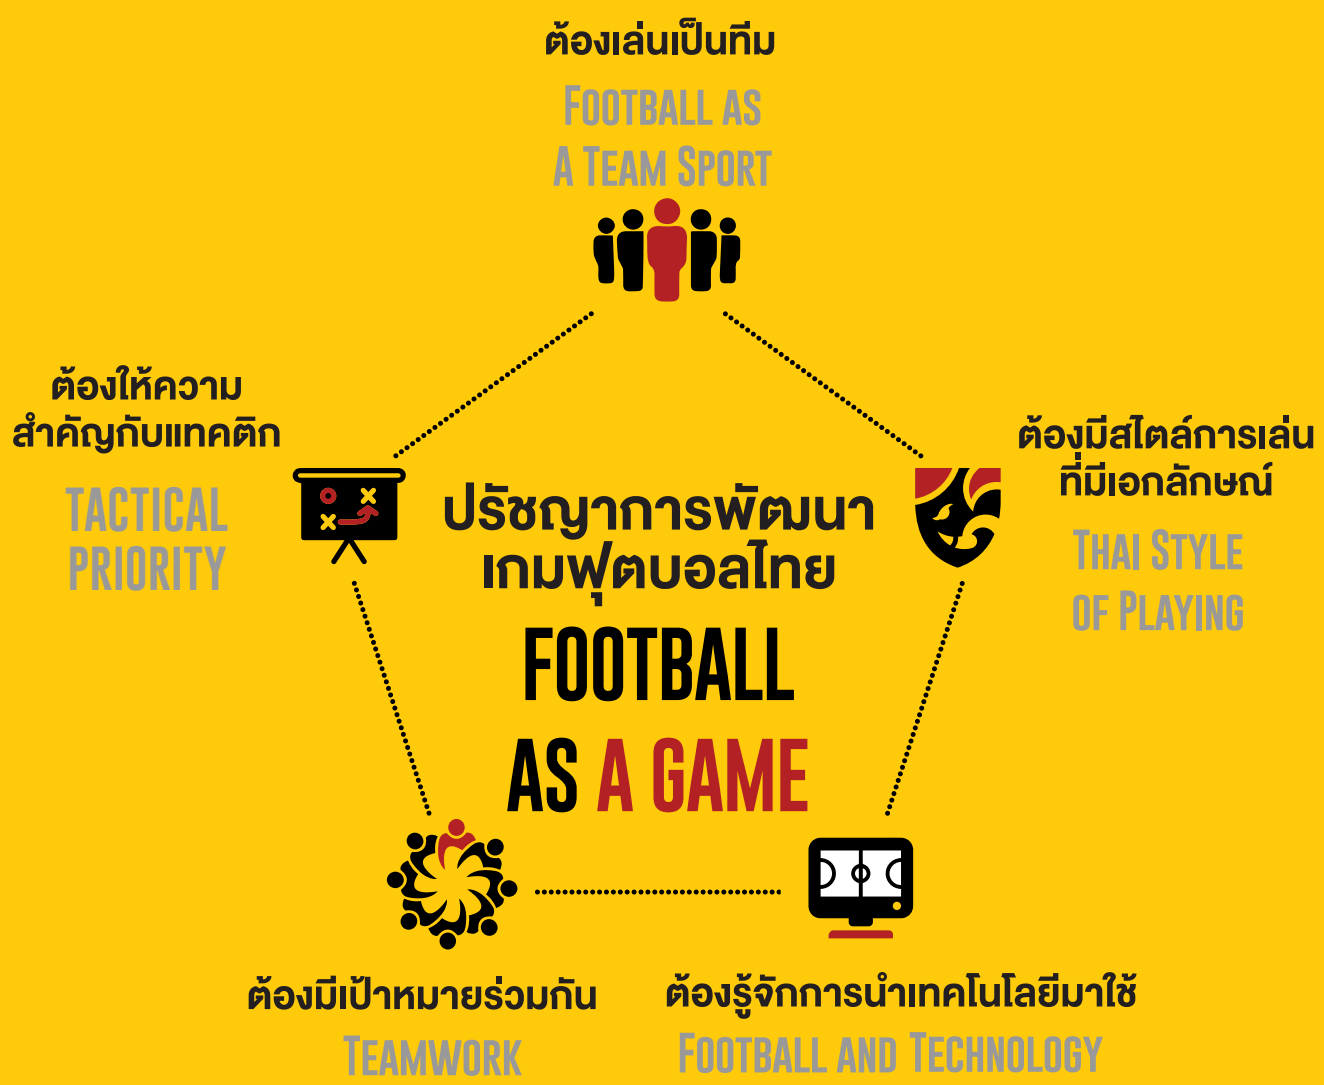 ต้องเล่นเป็นทีม
FOOTBALL AS
A TEAM SPORT
ต้องให้ความ
สำคัญกับแทคติก
TACTICAL
PRIORITY
ปรัชญาการพัฒนา
เกมฟุตบอลไทย
FOOTBALL
AS A GAME
ต้องมีสไตล์การเล่น
ที่มีเอกลักษณ์
THAI STYLE
OF PLAYING
ต้องมีเป้าหมายร่วมกัน
TEAMWORK
ต้องรู้จักการนำเทคโนโลยีมาใช้
FOOTBALL AND TECHNOLOGY